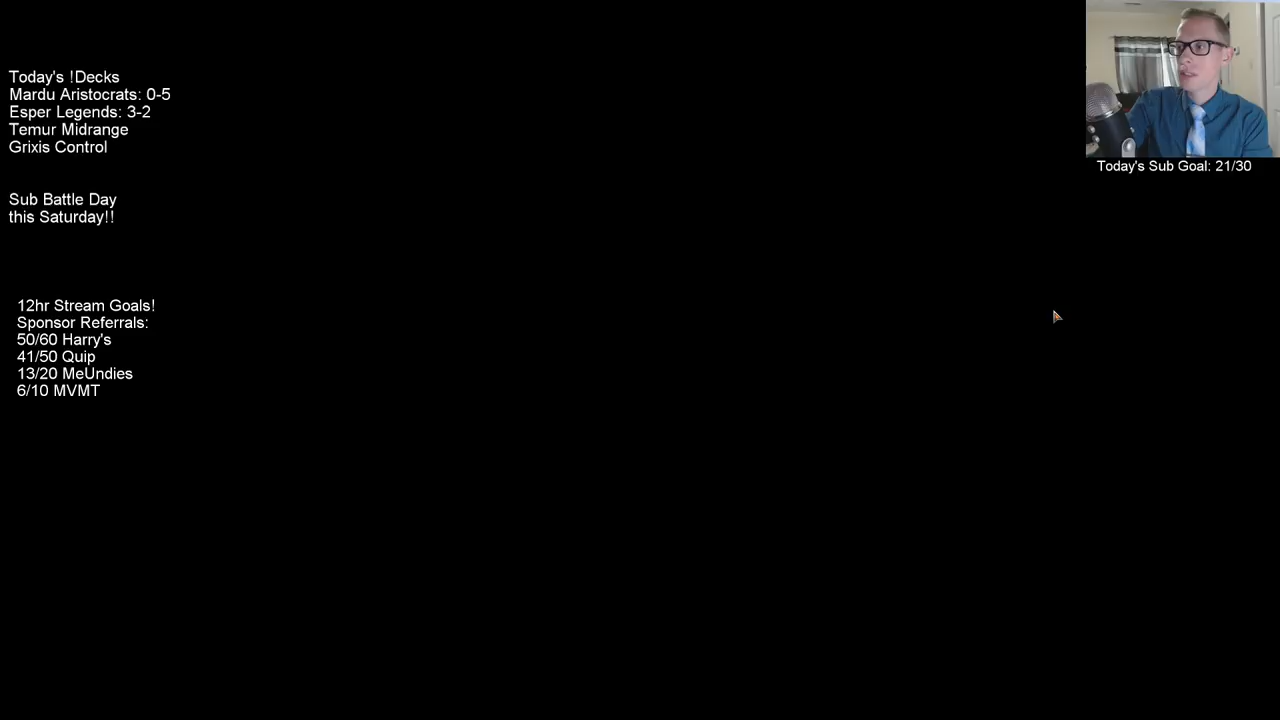 Today's !Decks
Mardu Aristocrats: 0-5
Esper Legends: 3-2
Temur Midrange
Grixis Control
Sub Battle Day
this Saturday!!
12hr Stream Goals!
Sponsor Referrals:
50/60 Harry's
41/50 Quip
13/20 MeUndies
6/10 MVMT
Today's Sub Goal: 21/30